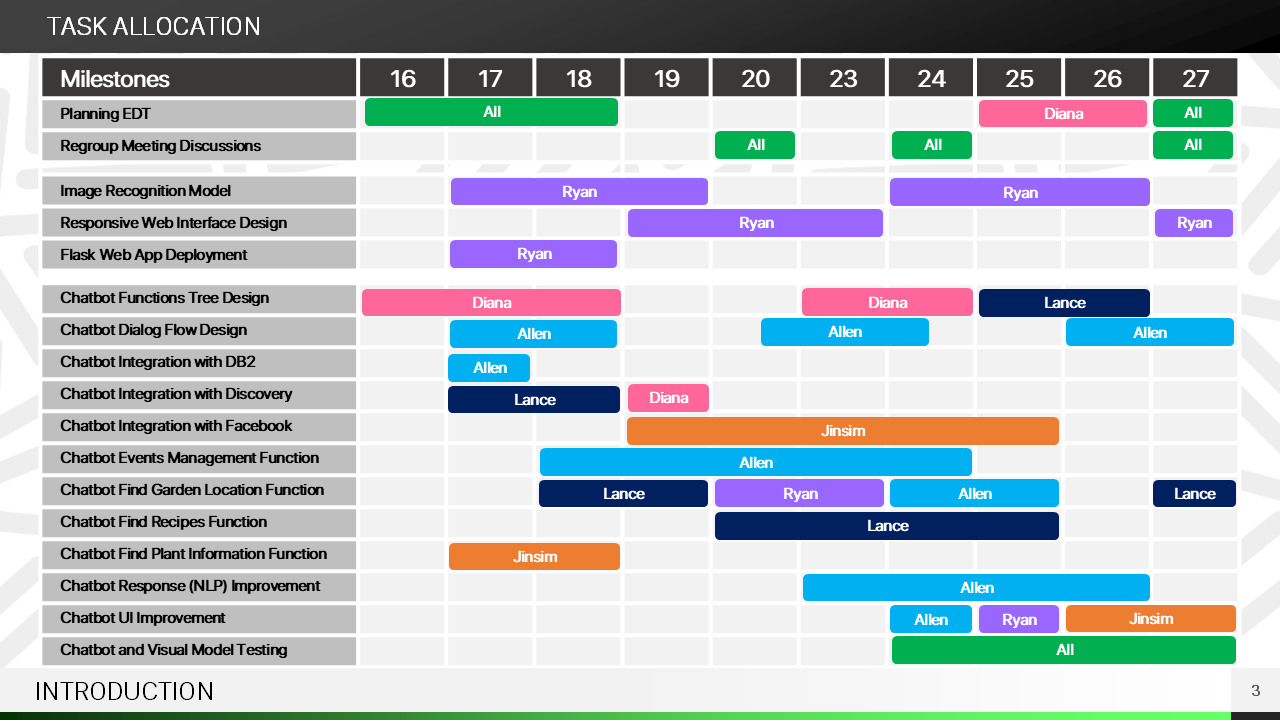 TASK ALLOCATION
Milestones 16 17 18 19 20 23 24 25 26 27
Planning EDT All Diana All
Regroup Meeting Discussions All All All
Image Recognition Model Ryan Ryan
Responsive Web Interface Design Ryan Ryan
Flask Web App Deployment Ryan
Chatbot Functions Tree Design Diana Diana Lance
Chatbot Dialog Flow Design Allen Allen Allen
Chatbot Integration with DB2 Allen
Chatbot Integration with Discovery Lance Diana
Chatbot Integration with Facebook Jinsim
Chatbot Events Management Function Allen
Chatbot Find Garden Location Function Lance Ryan Allen Lance
Chatbot Find Recipes Function Lance
Chatbot Find Plant Information Function Jinsim
Chatbot Response (NLP) Improvement Allen
Chatbot UI Improvement Allen Ryan Jinsim
Chatbot and Visual Model Testing All
INTRODUCTION 3